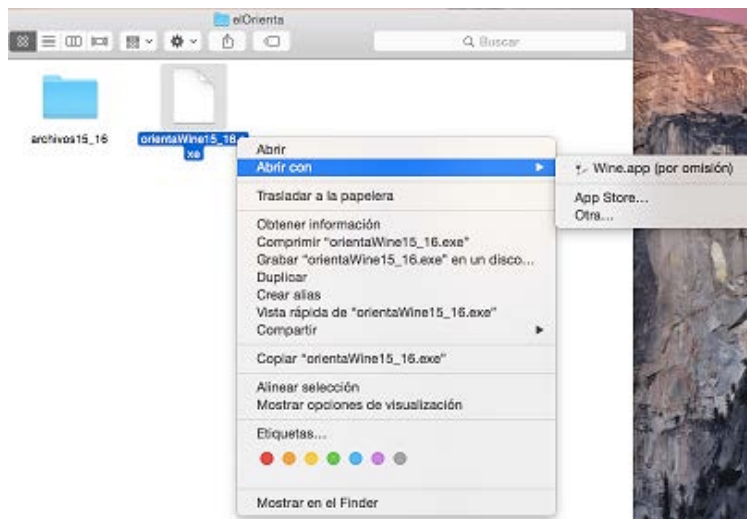 elOrienta
Buscar
archivos15_16
orientaWine15_16.e
xe
Abrir
Abrir con
Wine.app (por omisión)
App Store...
Otra...
Trasladar a la papelera
Obtener información
Comprimir "orientaWine15_16.exe"
Grabar "orientaWine15_16.exe" en un disco...
Duplicar
Crear alias
Vista rápida de "orientaWine15_16.exe"
Compartir
Copiar "orientaWine15_16.exe"
Alinear selección
Mostrar opciones de visualización
Etiquetas...
Mostrar en el Finder